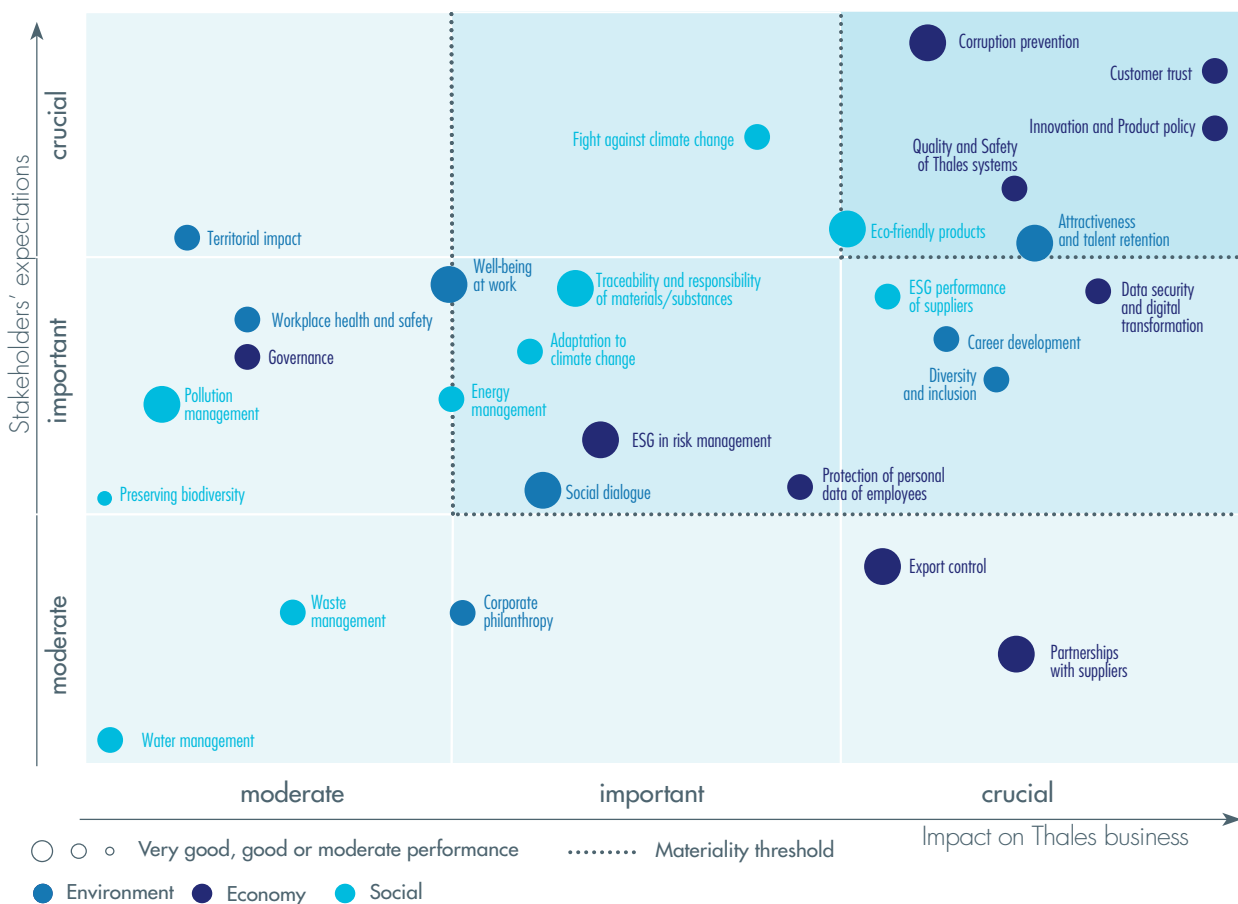 Stakeholders' expectations
crucial
important
moderate
Corruption prevention
Customer trust
Innovation and Product policy
Fight against climate change
Quality and Safety
of Thales systems
Eco-friendly products
Attractiveness
and talent retention
Territorial impact
Well-being
at work
Traceability and responsibility
of materials/substances
ESG performance
of suppliers
Data security
and digital
transformation
Workplace health and safety
Governance
Adaptation to
climate change
Career development
Diversity
and inclusion
Pollution
management
Energy
management
ESG in risk management
Preserving biodiversity
Social dialogue
Protection of personal
data of employees
Export control
Waste
management
Corporate
philanthropy
Partnerships
with suppliers
Water management
moderate
important
crucial
Impact on Thales business
Very good, good or moderate performance
Materiality threshold
Environment
Economy
Social